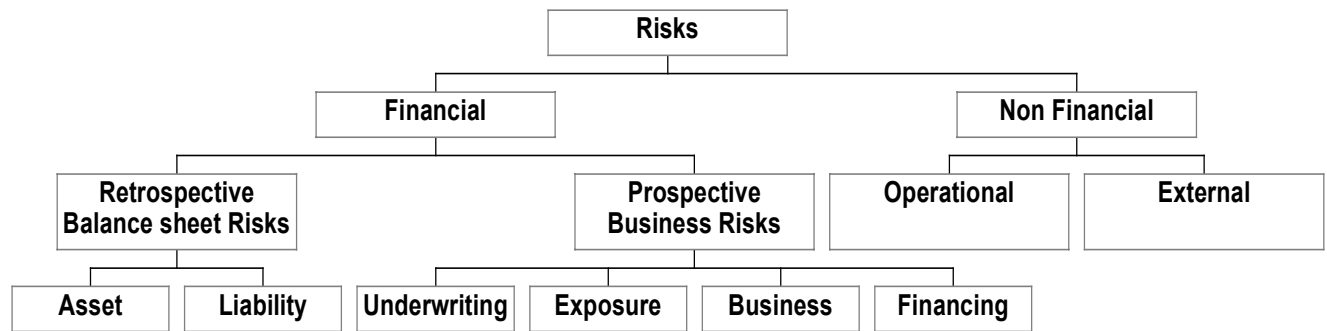 Risks
Financial
Non Financial
Retrospective
Balance sheet Risks
Prospective
Business Risks
Operational
External
Asset
Liability
Underwriting
Exposure
Business
Financing